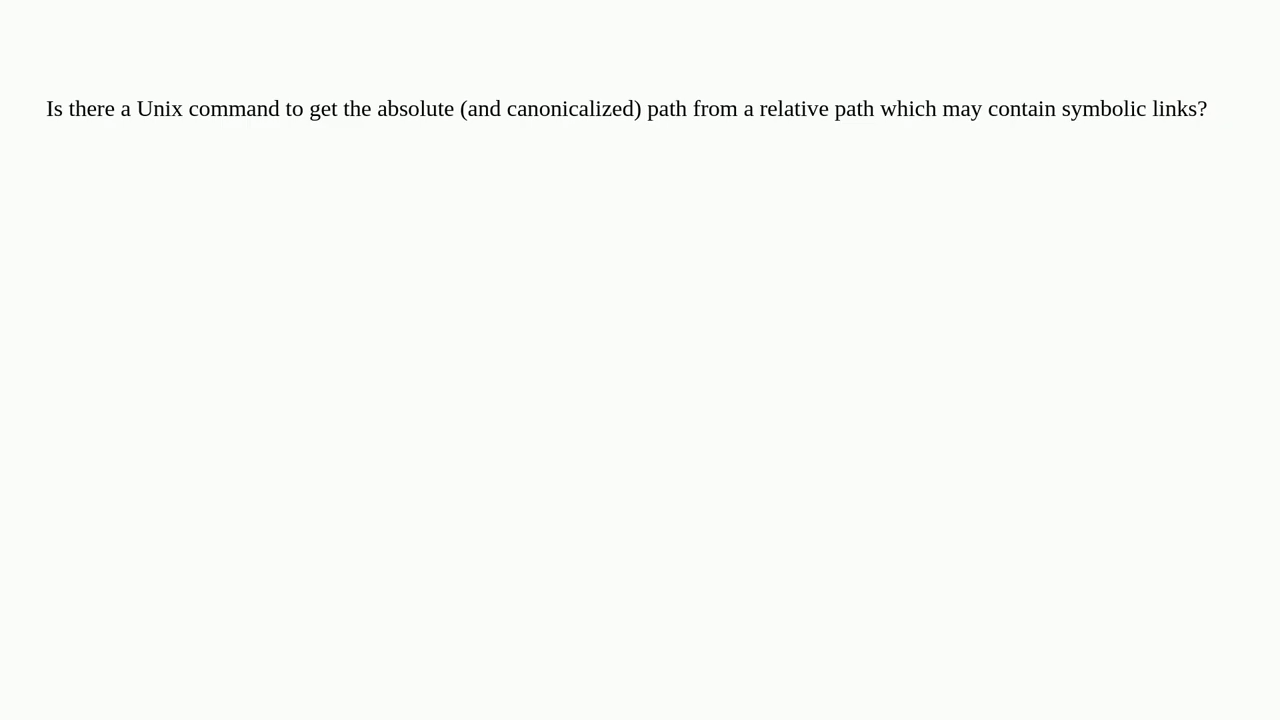 Is there a Unix command to get the absolute (and canonicalized) path from a relative path which may contain symbolic links?